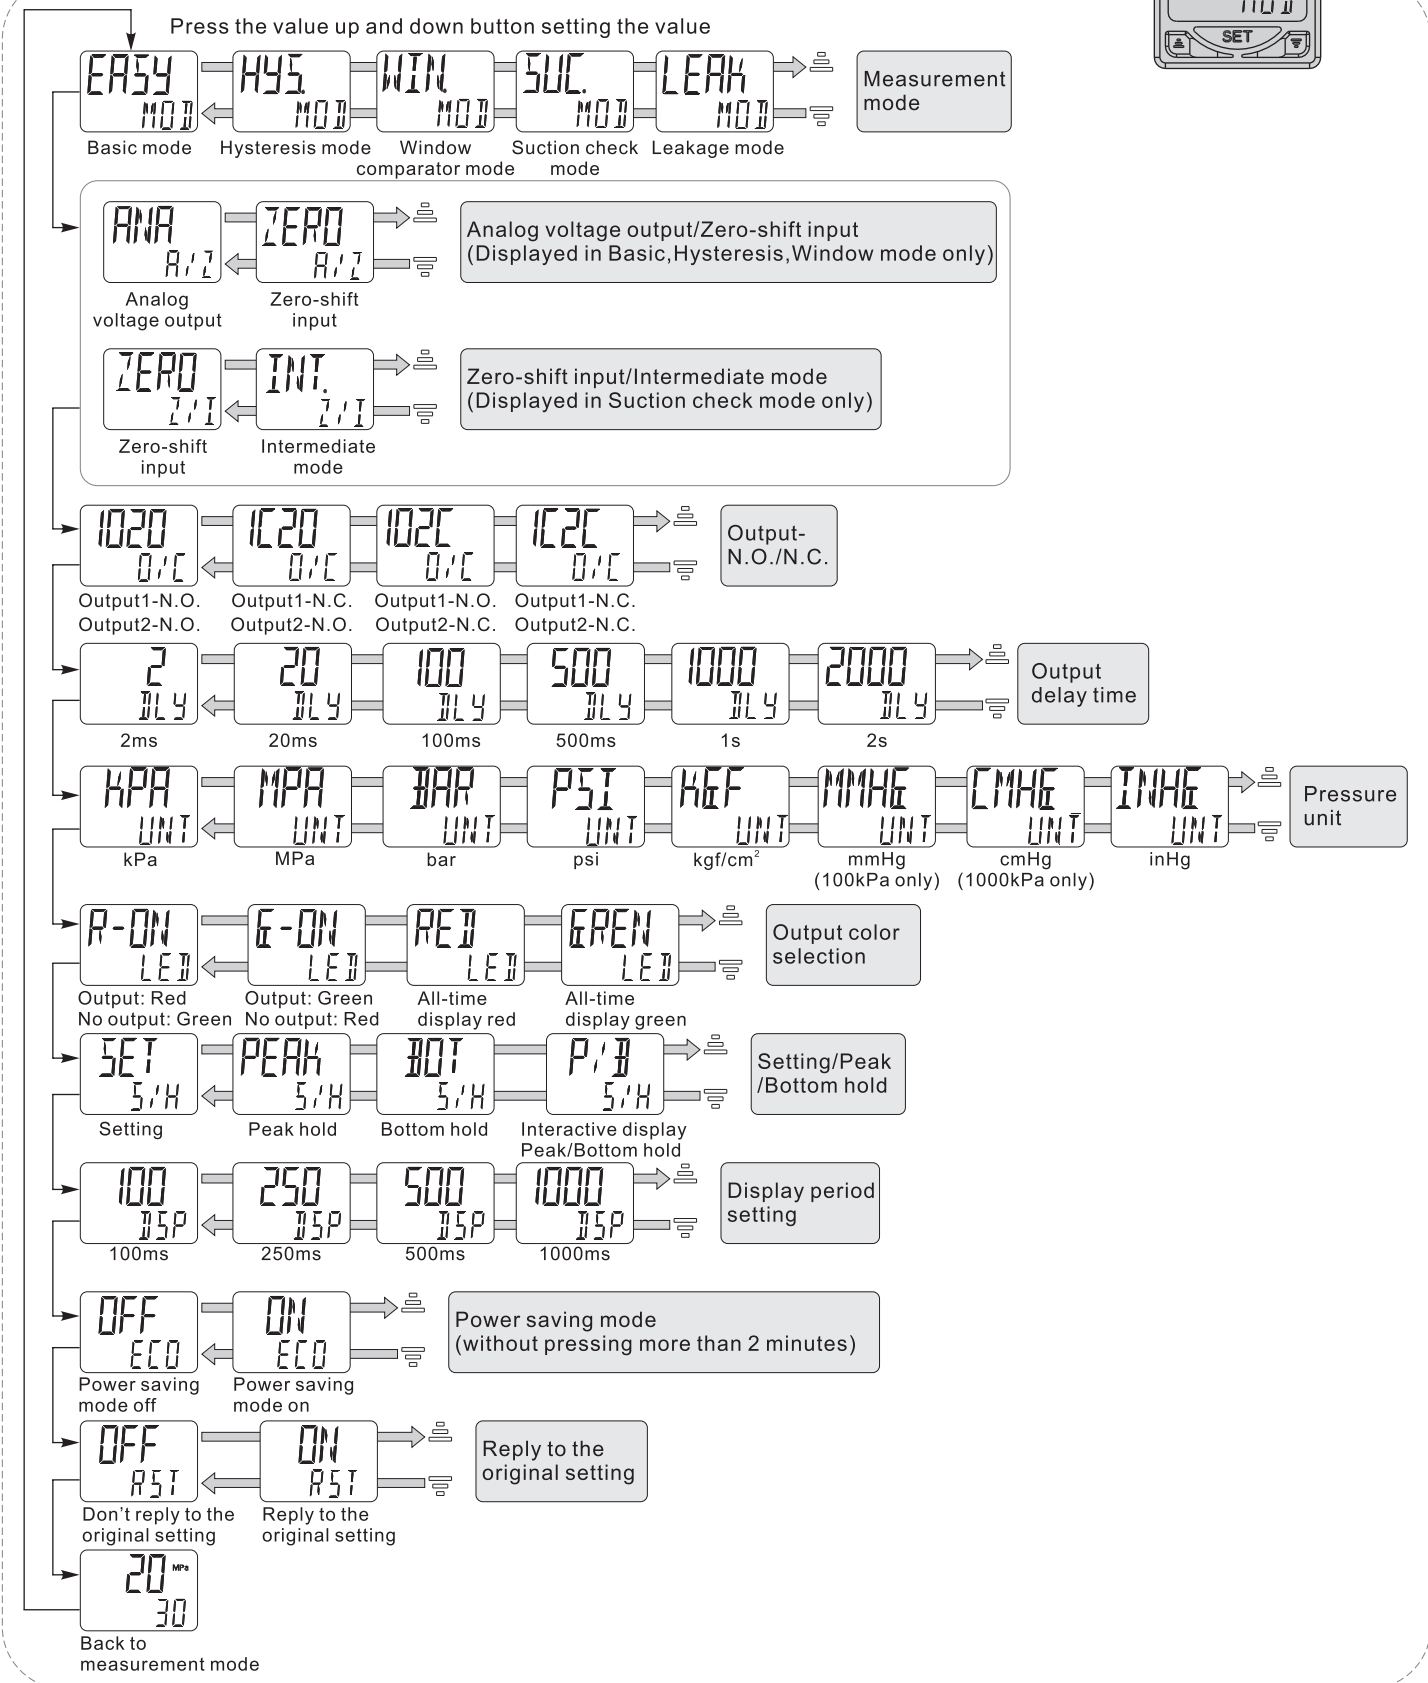 MOD
SET
Press the value up and down button setting the value
EASY HYS. WIN. SUC. LEAK
MOD MOD MOD MOD MOD
Measurement
mode
Basic mode Hysteresis mode Window Suction check Leakage mode
comparator mode mode
ANA ZERO
A/Z A/Z
Analog voltage output/Zero-shift input
(Displayed in Basic,Hysteresis,Window mode only)
Analog Zero-shift
voltage output input
ZERO INT.
Z/I Z/I
Zero-shift input/Intermediate mode
(Displayed in Suction check mode only)
Zero-shift Intermediate
input mode
1O2O 1C2O 1O2C 1C2C
O/C O/C O/C O/C
Output-
N.O./N.C.
Output1-N.O. Output1-N.C. Output1-N.O. Output1-N.C.
Output2-N.O. Output2-N.O. Output2-N.C. Output2-N.C.
2 20 100 500 1000 2000
DLY DLY DLY DLY DLY DLY
Output
delay time
2ms 20ms 100ms 500ms 1s 2s
KPA MPA BAR PSI KGF MMHG CMHG INHG
UNT UNT UNT UNT UNT UNT UNT UNT
Pressure
unit
kPa MPa bar psi kgf/cm² mmHg cmHg inHg
(100kPa only) (1000kPa only)
R-ON G-ON RED GREN
LED LED LED LED
Output color
selection
Output: Red Output: Green All-time All-time
No output: Green No output: Red display red display green
SET PEAK BOT P/B
S/H S/H S/H S/H
Setting/Peak
/Bottom hold
Setting Peak hold Bottom hold Interactive display
Peak/Bottom hold
100 250 500 1000
DSP DSP DSP DSP
Display period
setting
100ms 250ms 500ms 1000ms
OFF ON
ECO ECO
Power saving mode
(without pressing more than 2 minutes)
Power saving Power saving
mode off mode on
OFF ON
RST RST
Reply to the
original setting
Don't reply to the Reply to the
original setting original setting
20 MPa
30
Back to
measurement mode